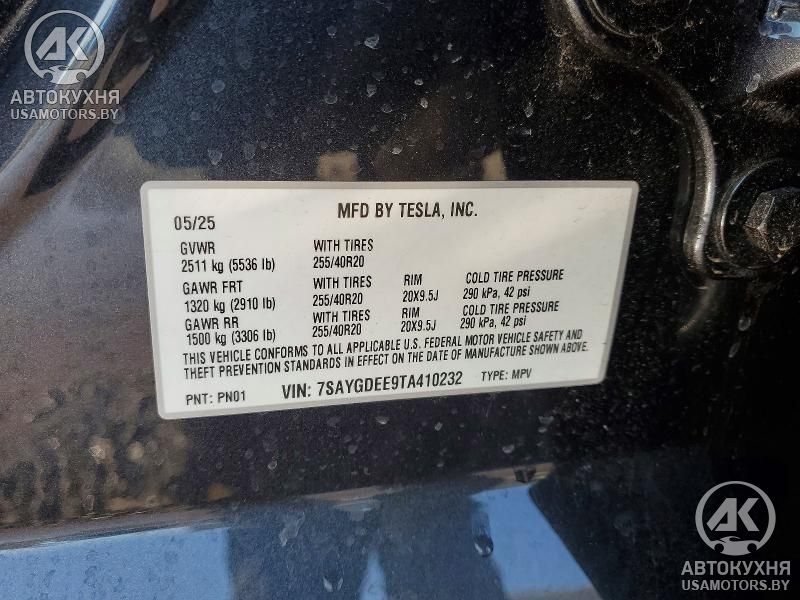 AK
АВТОКУХНЯ
USAMOTORS.BY
05/25 MFD BY TESLA, INC.
GVWR WITH TIRES
2511 kg (5536 lb) 255/40R20
GAWR FRT WITH TIRES RIM COLD TIRE PRESSURE
1320 kg (2910 lb) 255/40R20 20X9.5J 290 kPa, 42 psi
GAWR RR WITH TIRES RIM COLD TIRE PRESSURE
1500 kg (3306 lb) 255/40R20 20X9.5J 290 kPa, 42 psi
THIS VEHICLE CONFORMS TO ALL APPLICABLE U.S. FEDERAL MOTOR VEHICLE SAFETY AND
THEFT PREVENTION STANDARDS IN EFFECT ON THE DATE OF MANUFACTURE SHOWN ABOVE.
PNT: PN01 VIN: 7SAYGDEE9TA410232 TYPE: MPV
AK
АВТОКУХНЯ
USAMOTORS.BY